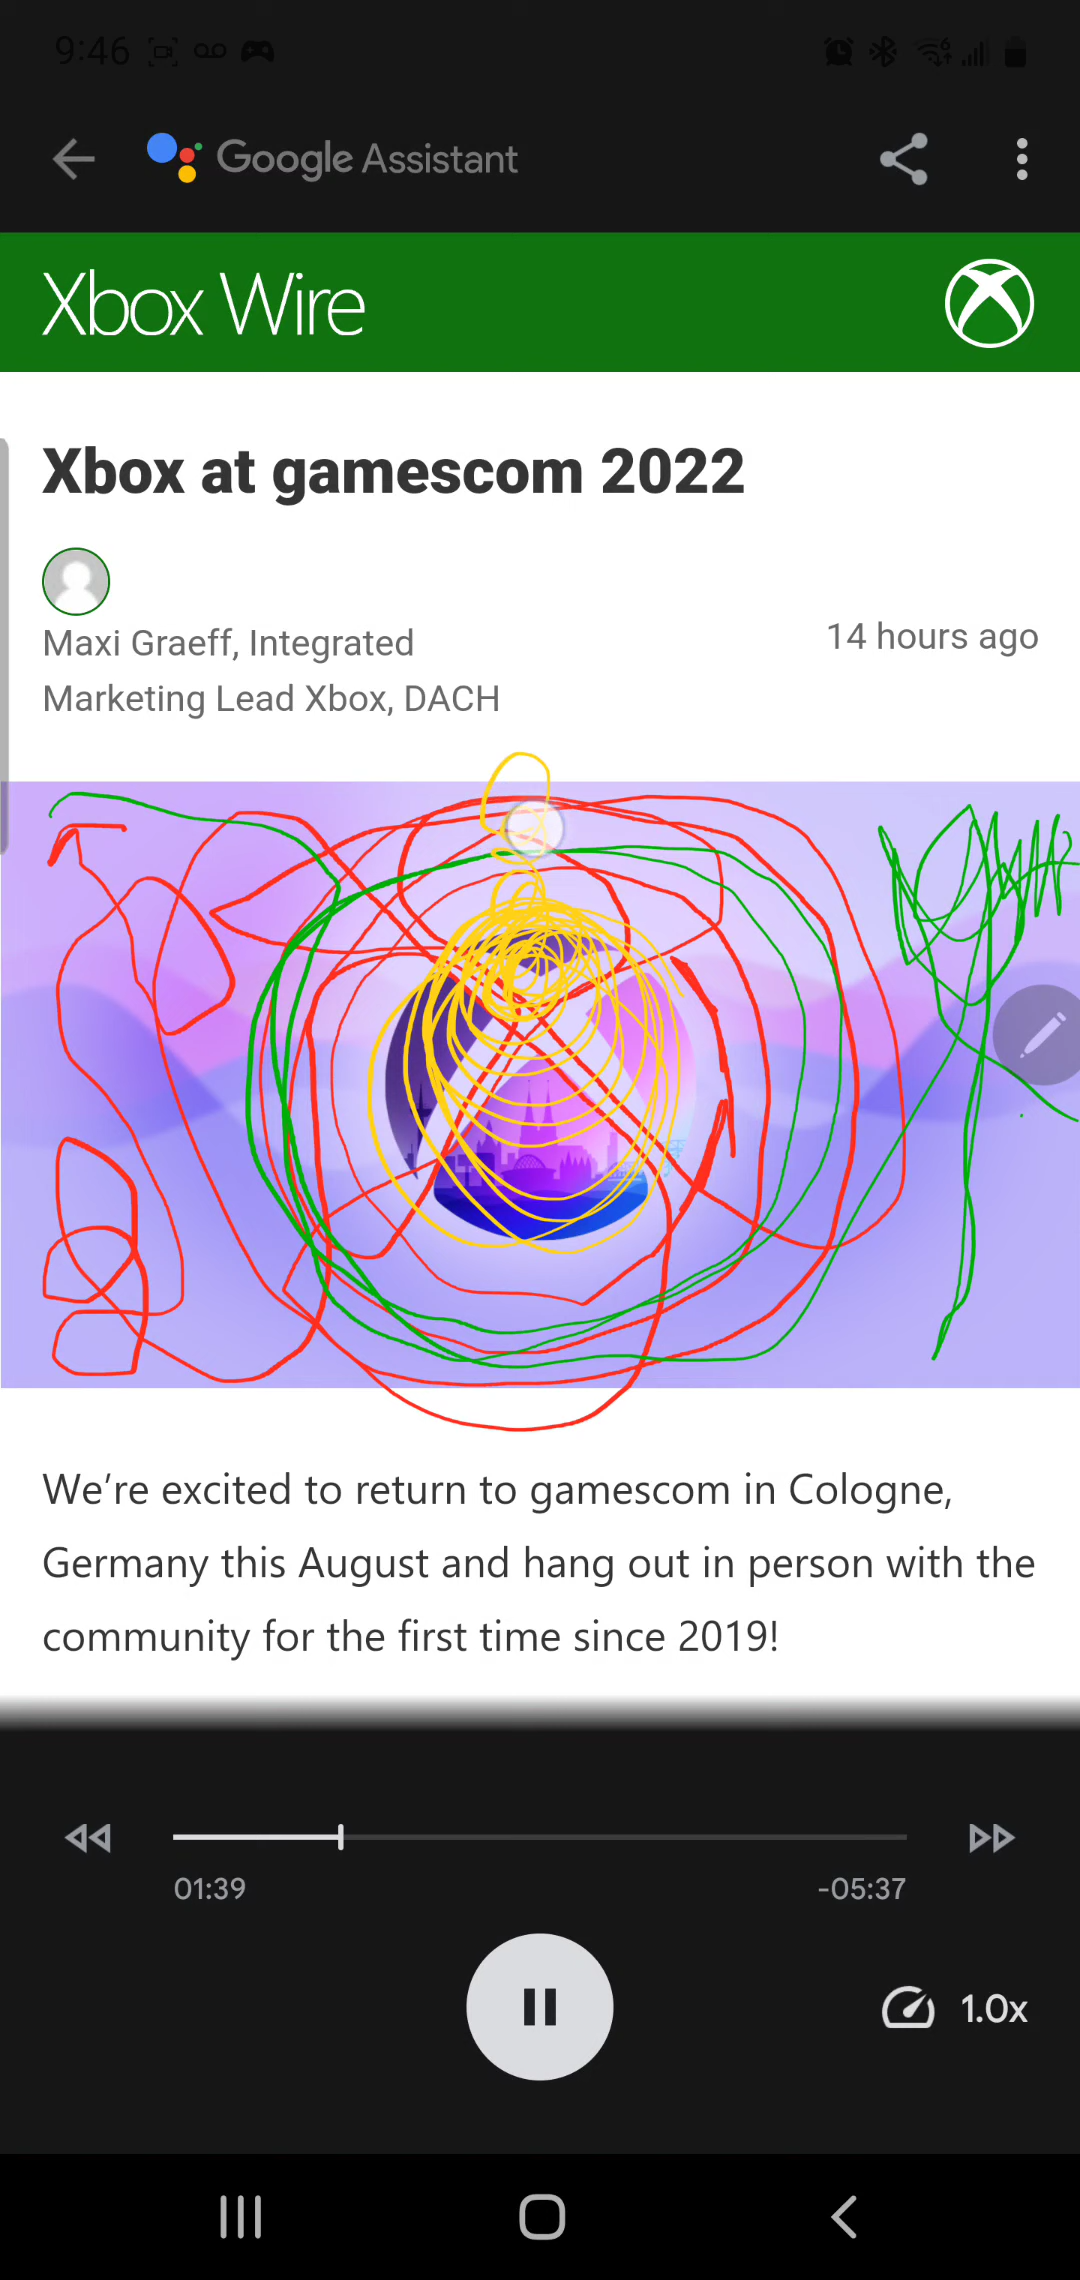 9:46
Google Assistant
Xbox Wire
Xbox at gamescom 2022
Maxi Graeff, Integrated
Marketing Lead Xbox, DACH
14 hours ago
We’re excited to return to gamescom in Cologne,
Germany this August and hang out in person with the
community for the first time since 2019!
01:39
-05:37
1.0x